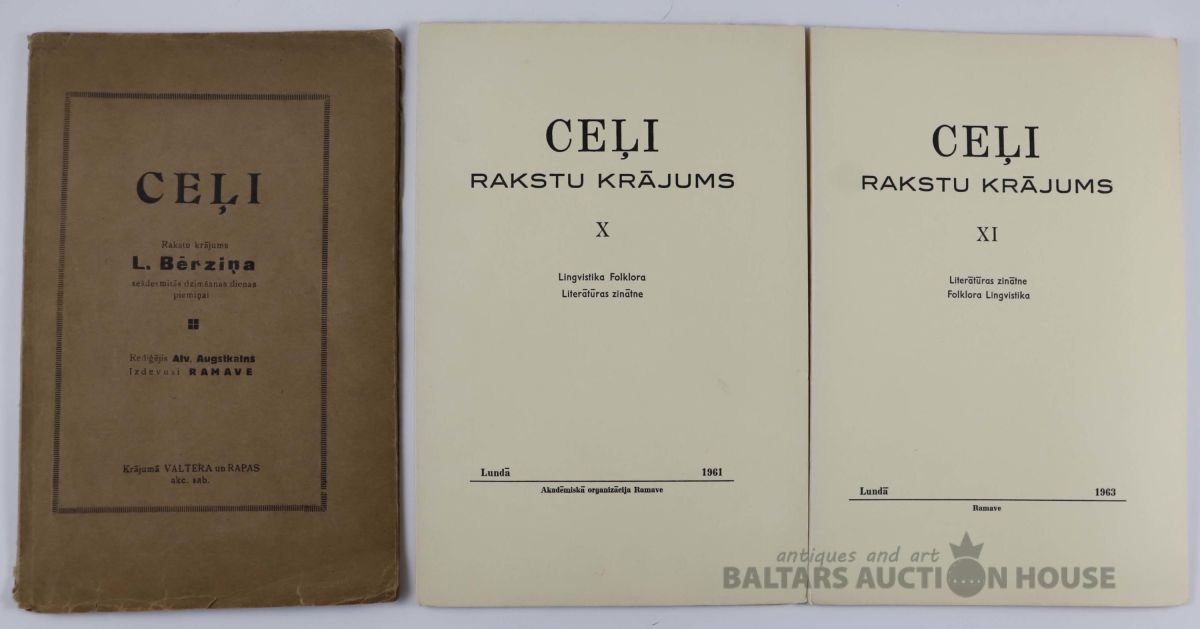 CEĻI
Rakstu krājums
L. Bērziņa
sešdesmitās dzimšanas dienas
piemiņai
Rediģējis Alv. Augstkalns
Izdevusi RAMAVE
Krājumā VALTERA un RAPAS
akc. sab.
CEĻI
RAKSTU KRĀJUMS
X
Lingvistika Folklora
Literātūras zinātne
Lundā 1961
Akadēmiskā organizācija Ramave
CEĻI
RAKSTU KRĀJUMS
XI
Literātūras zinātne
Folklora Lingvistika
Lundā 1963
Ramave
antiques and art
BALTARS AUCTION HOUSE